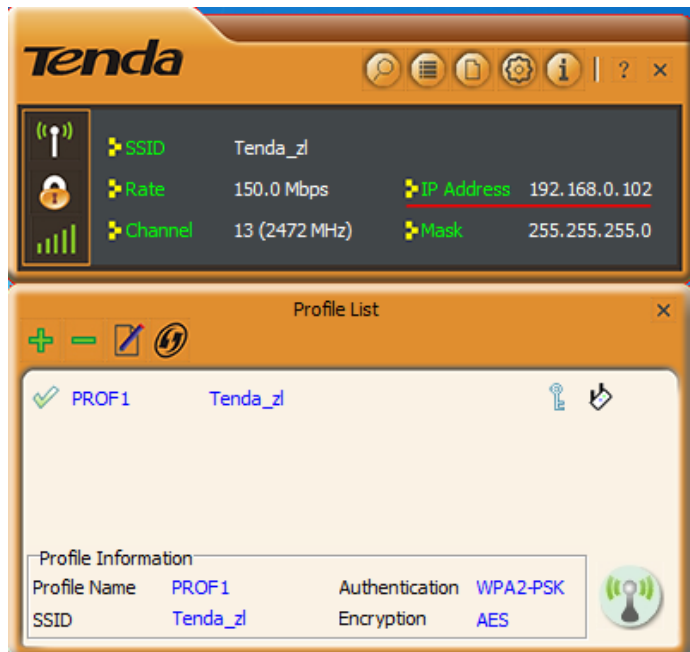 Tenda
? ×
SSID Tenda_zl
Rate 150.0 Mbps IP Address 192.168.0.102
Channel 13 (2472 MHz) Mask 255.255.255.0
Profile List ×
PROF1 Tenda_zl
Profile Information
Profile Name PROF1 Authentication WPA2-PSK
SSID Tenda_zl Encryption AES